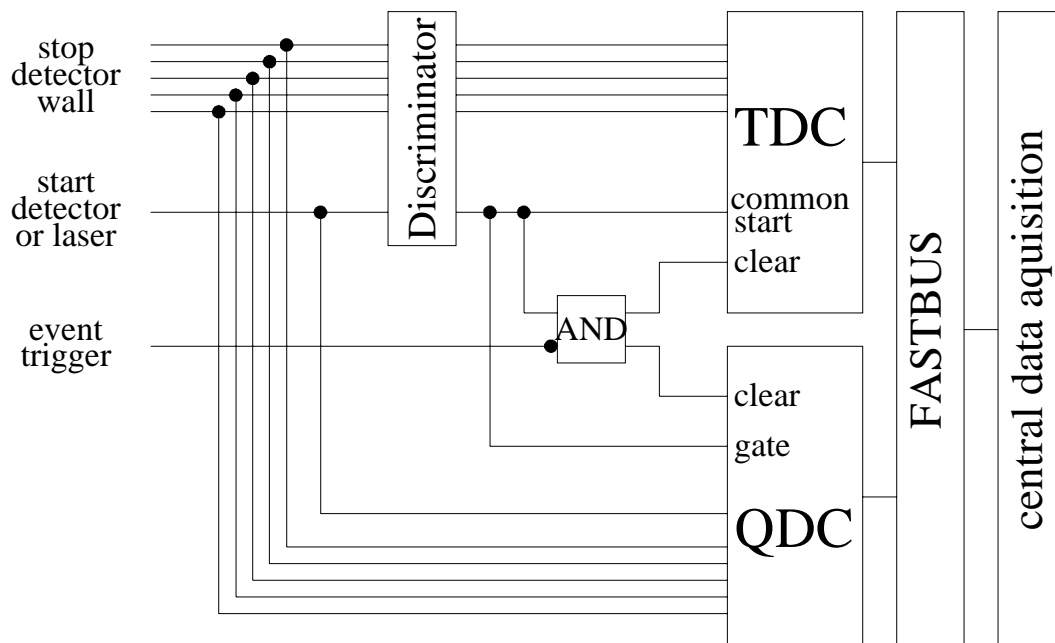 stop
detector
wall
start
detector
or laser
event
trigger
Discriminator
AND
TDC
common
start
clear
clear
gate
QDC
FASTBUS
central data aquisition